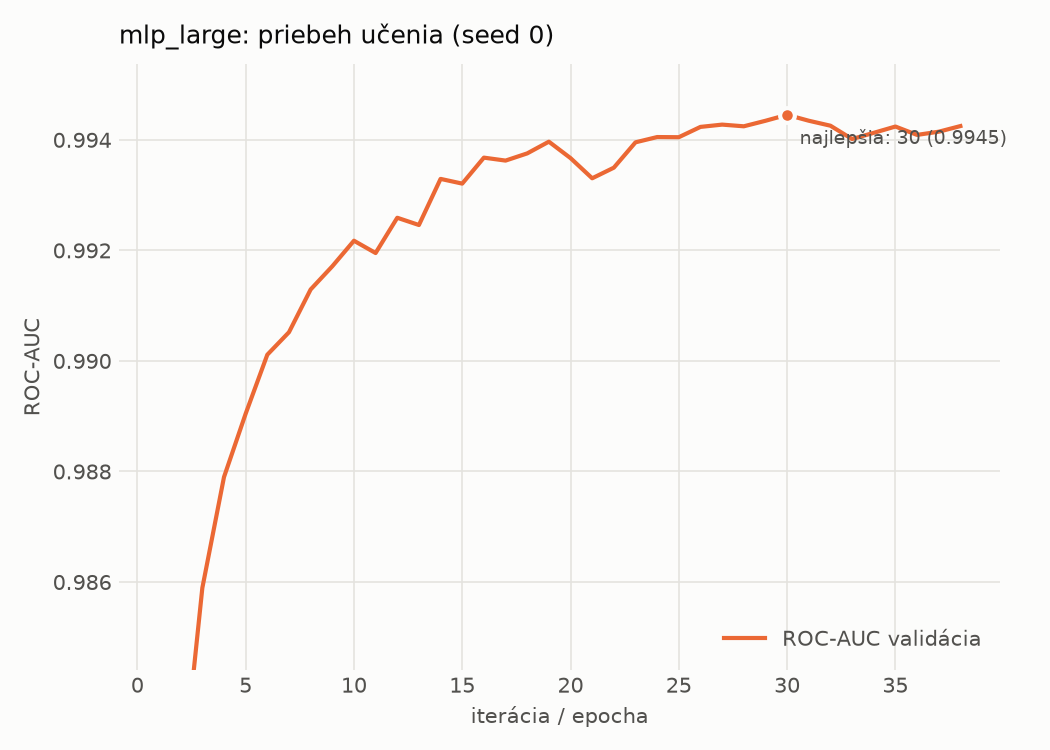 mlp_large: priebeh učenia (seed 0)
najlepšia: 30 (0.9945)
0.994
0.992
0.990
0.988
0.986
ROC-AUC
ROC-AUC validácia
0 5 10 15 20 25 30 35
iterácia / epocha